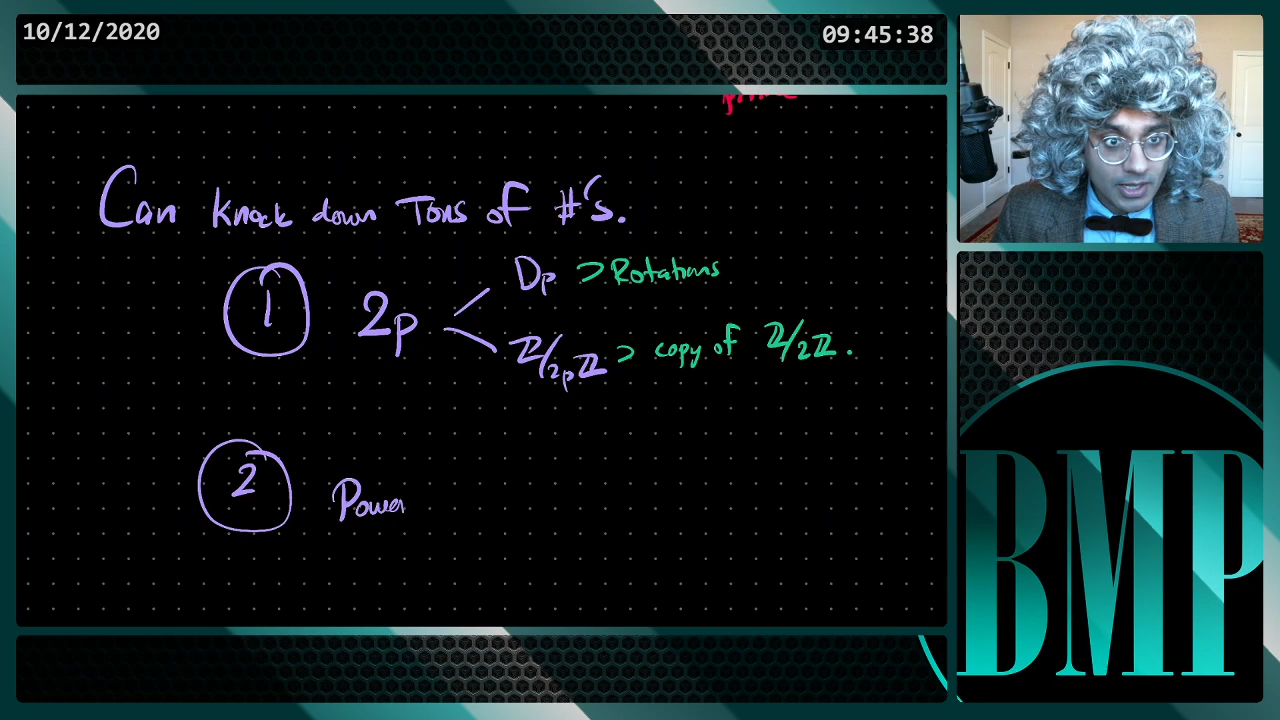 10/12/2020
09:45:38
Can knock down Tons of #'s.
1 2p
Dp > Rotations
ℤ/2pℤ > copy of ℤ/2ℤ.
2 Power
BMP